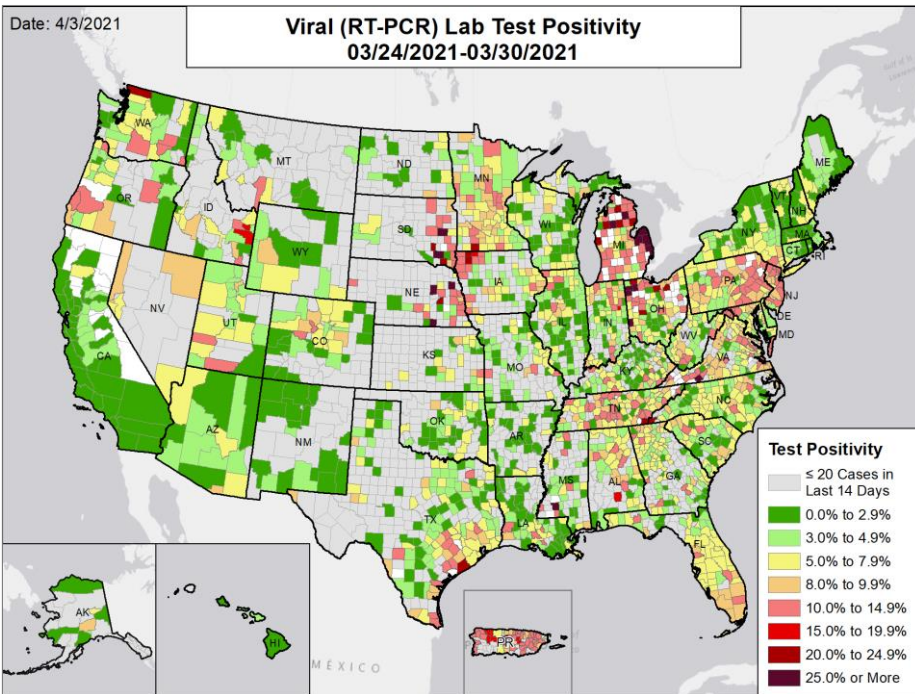 Date: 4/3/2021
Viral (RT-PCR) Lab Test Positivity
03/24/2021-03/30/2021
WA
MT
ND
MN
ME
OR
ID
SD
WI
MI
VT
NH
NY
MA
CT
RI
WY
NE
IA
PA
NJ
NV
UT
CO
IL
IN
OH
DE
WV
MD
CA
KS
MO
KY
VA
AZ
NM
OK
AR
TN
NC
SC
TX
LA
MS
AL
GA
FL
AK
HI
PR
MÉXICO
Test Positivity
≤ 20 Cases in
Last 14 Days
0.0% to 2.9%
3.0% to 4.9%
5.0% to 7.9%
8.0% to 9.9%
10.0% to 14.9%
15.0% to 19.9%
20.0% to 24.9%
25.0% or More